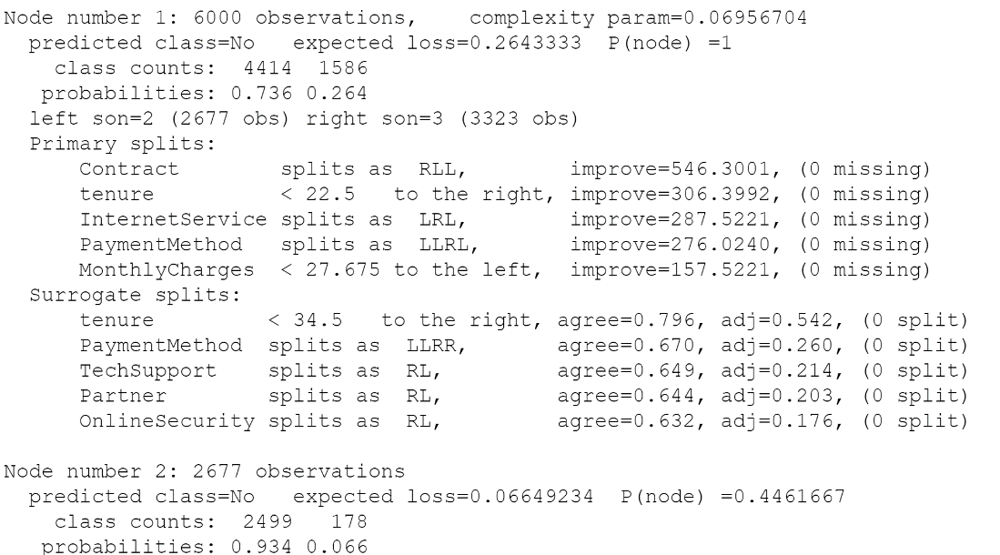 Node number 1: 6000 observations,    complexity param=0.06956704
  predicted class=No   expected loss=0.2643333  P(node) =1
    class counts:  4414  1586
   probabilities: 0.736 0.264
  left son=2 (2677 obs) right son=3 (3323 obs)
  Primary splits:
      Contract        splits as  RLL,        improve=546.3001, (0 missing)
      tenure          < 22.5   to the right, improve=306.3992, (0 missing)
      InternetService splits as  LRL,        improve=287.5221, (0 missing)
      PaymentMethod   splits as  LLRL,       improve=276.0240, (0 missing)
      MonthlyCharges  < 27.675 to the left,  improve=157.5221, (0 missing)
  Surrogate splits:
      tenure         < 34.5   to the right, agree=0.796, adj=0.542, (0 split)
      PaymentMethod  splits as  LLRR,       agree=0.670, adj=0.260, (0 split)
      TechSupport    splits as  RL,         agree=0.649, adj=0.214, (0 split)
      Partner        splits as  RL,         agree=0.644, adj=0.203, (0 split)
      OnlineSecurity splits as  RL,         agree=0.632, adj=0.176, (0 split)

Node number 2: 2677 observations
  predicted class=No   expected loss=0.06649234  P(node) =0.4461667
    class counts:  2499   178
   probabilities: 0.934 0.066